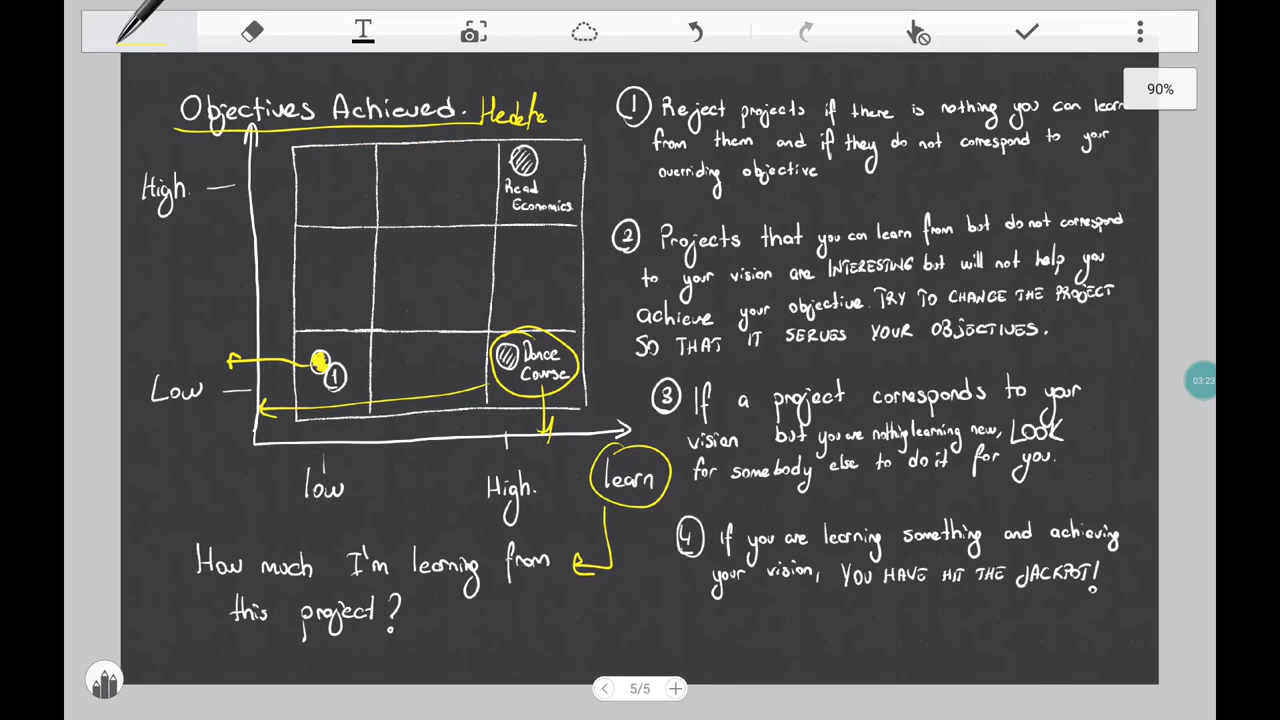 T
90%
Objectives Achieved.
1 Reject projects if there is nothing you can learn
from them and if they do not correspond to your
overriding objective
High.
Read
Economics
2 Projects that you can learn from but do not correspond
to your vision are INTERESTING but will not help you
achieve your objective. TRY TO CHANGE THE PROJECT
SO THAT IT SERVES YOUR OBJECTIVES.
Dance
Course
1
Low
03:23
3 If a project corresponds to your
vision but you are nothig learning new, LOOK
for somebody else to do it for you.
low
High.
learn
4 If you are learning something and achieving
your vision, YOU HAVE HIT THE JACKPOT!
How much I'm learning from
this project?
5/5